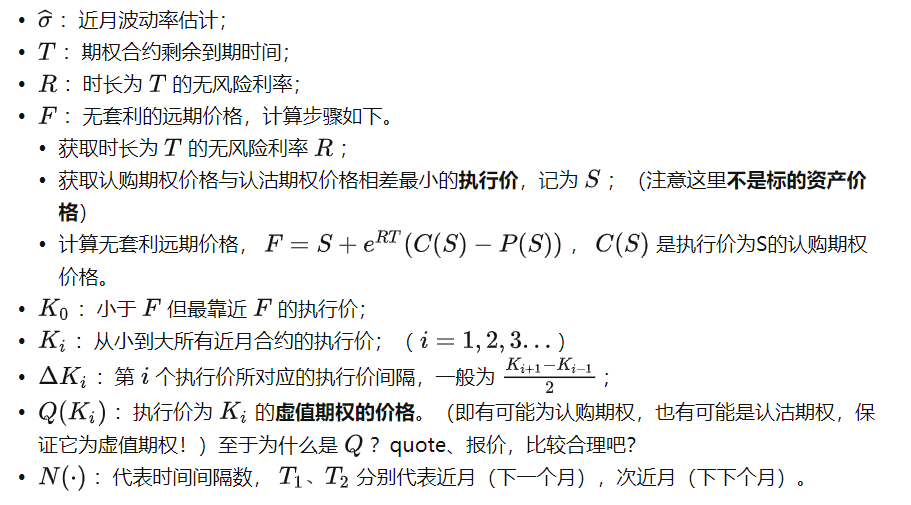 • $\widehat{\sigma}$ ：近月波动率估计；
• $T$ ：期权合约剩余到期时间；
• $R$ ：时长为 $T$ 的无风险利率；
• $F$ ：无套利的远期价格，计算步骤如下。
• 获取时长为 $T$ 的无风险利率 $R$ ；
• 获取认购期权价格与认沽期权价格相差最小的执行价，记为 $S$ ；（注意这里不是标的资产价
格）
• 计算无套利远期价格， $F = S + e^{RT}(C(S) - P(S))$ ， $C(S)$ 是执行价为S的认购期权
价格。
• $K_0$ ：小于 $F$ 但最靠近 $F$ 的执行价；
• $K_i$ ：从小到大所有近月合约的执行价；（ $i = 1, 2, 3...$ ）
• $\Delta K_i$ ：第 $i$ 个执行价所对应的执行价间隔，一般为 $\frac{K_{i+1}-K_{i-1}}{2}$ ；
• $Q(K_i)$ ：执行价为 $K_i$ 的虚值期权的价格。（即有可能为认购期权，也有可能是认沽期权，保
证它为虚值期权！）至于为什么是 $Q$ ？quote、报价，比较合理吧？
• $N(\cdot)$ ：代表时间间隔数， $T_1$、$T_2$ 分别代表近月（下一个月），次近月（下下个月）。